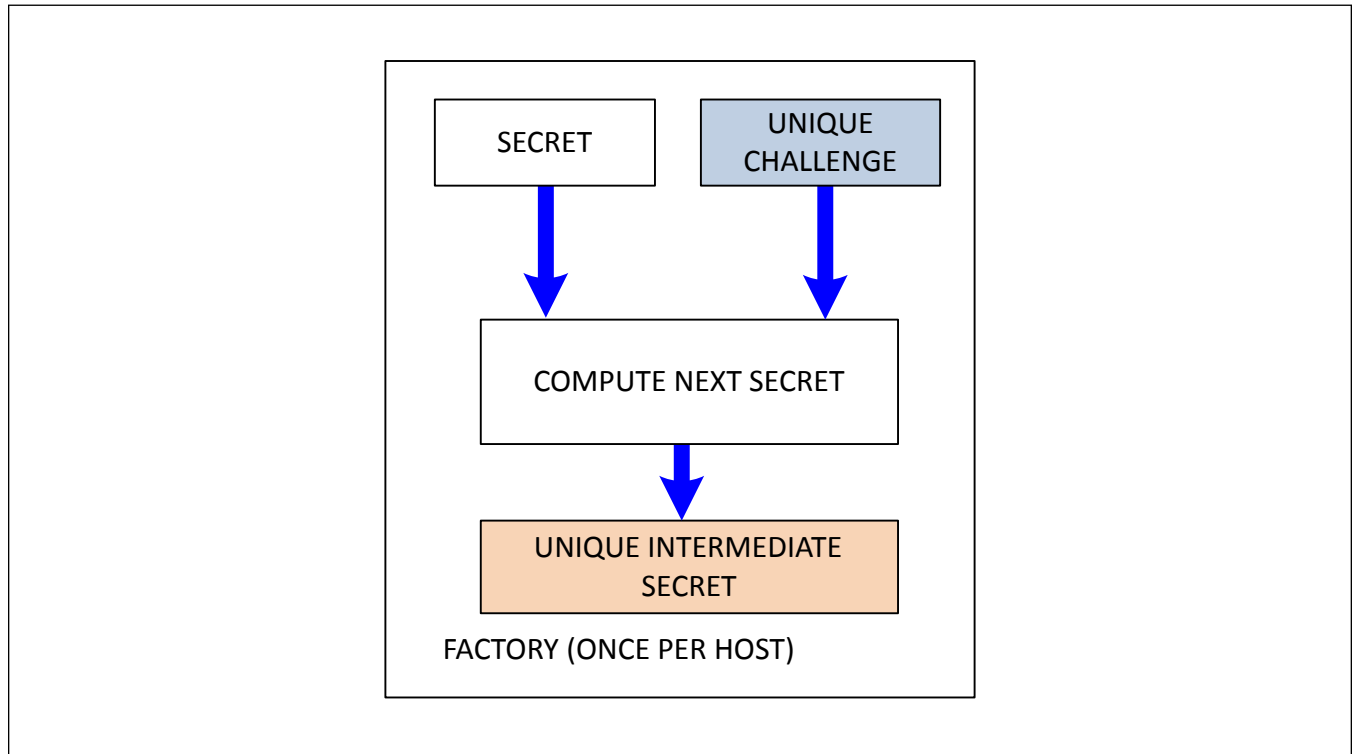 SECRET
UNIQUE
CHALLENGE
COMPUTE NEXT SECRET
UNIQUE INTERMEDIATE
SECRET
FACTORY (ONCE PER HOST)